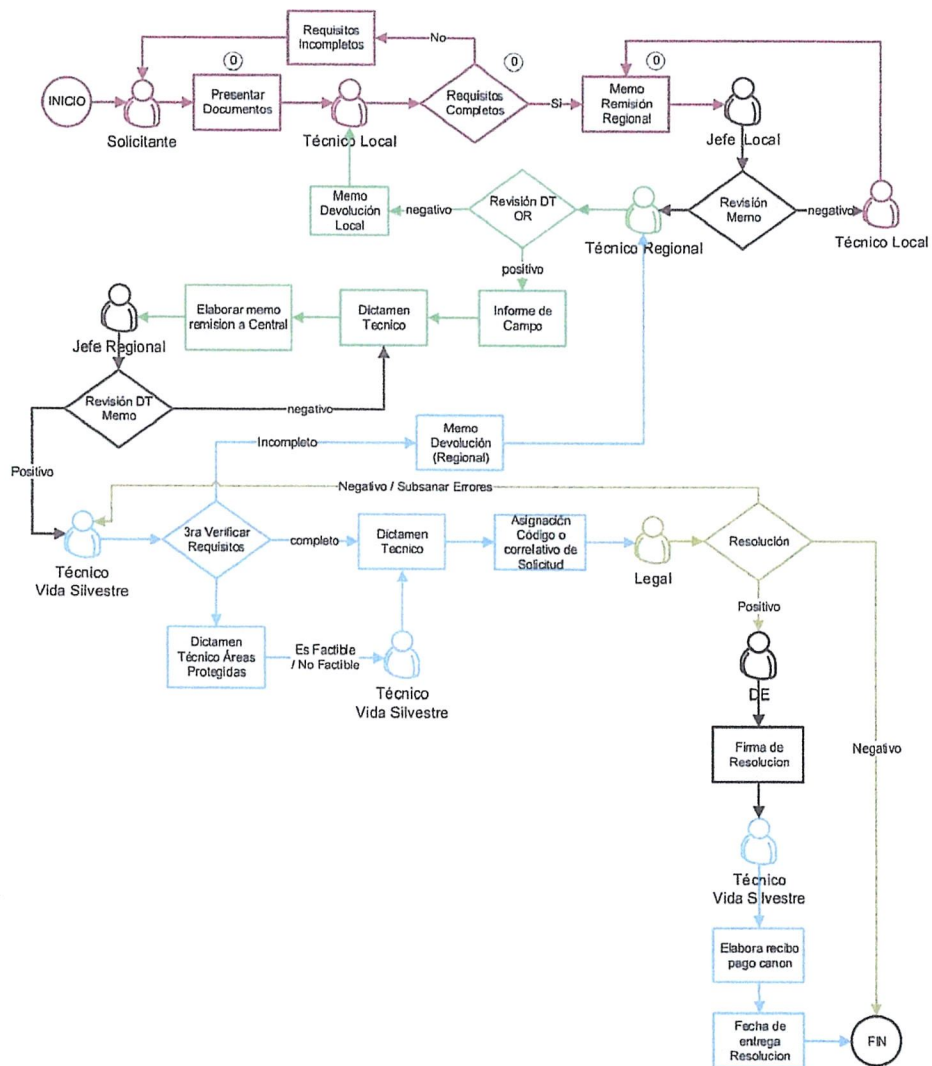 Requisitos
Incompletos
No
0
0
0
INICIO
Presentar
Documentos
Requisitos
Completos
Si
Memo
Remisión
Regional
Solicitante
Técnico Local
Jefe Local
Memo
Devolución
Local
negativo
Revisión DT
OR
Técnico Regional
Revisión
Memo
negativo
Técnico Local
positivo
Elaborar memo
remision a Central
Dictamen
Tecnico
Informe de
Campo
Jefe Regional
Revisión DT
Memo
negativo
Incompleto
Memo
Devolución
(Regional)
Positivo
Negativo / Subsanar Errores
3ra Verificar
Requisitos
completo
Dictamen
Tecnico
Asignación
Código o
correlativo de
Solicitud
Resolución
Técnico
Vida Silvestre
Legal
Positivo
Dictamen
Técnico Áreas
Protegidas
Es Factible
/ No Factible
Técnico
Vida Silvestre
DE
Firma de
Resolucion
Negativo
Técnico
Vida Silvestre
Elabora recibo
pago canon
Fecha de
entrega
Resolucion
FIN